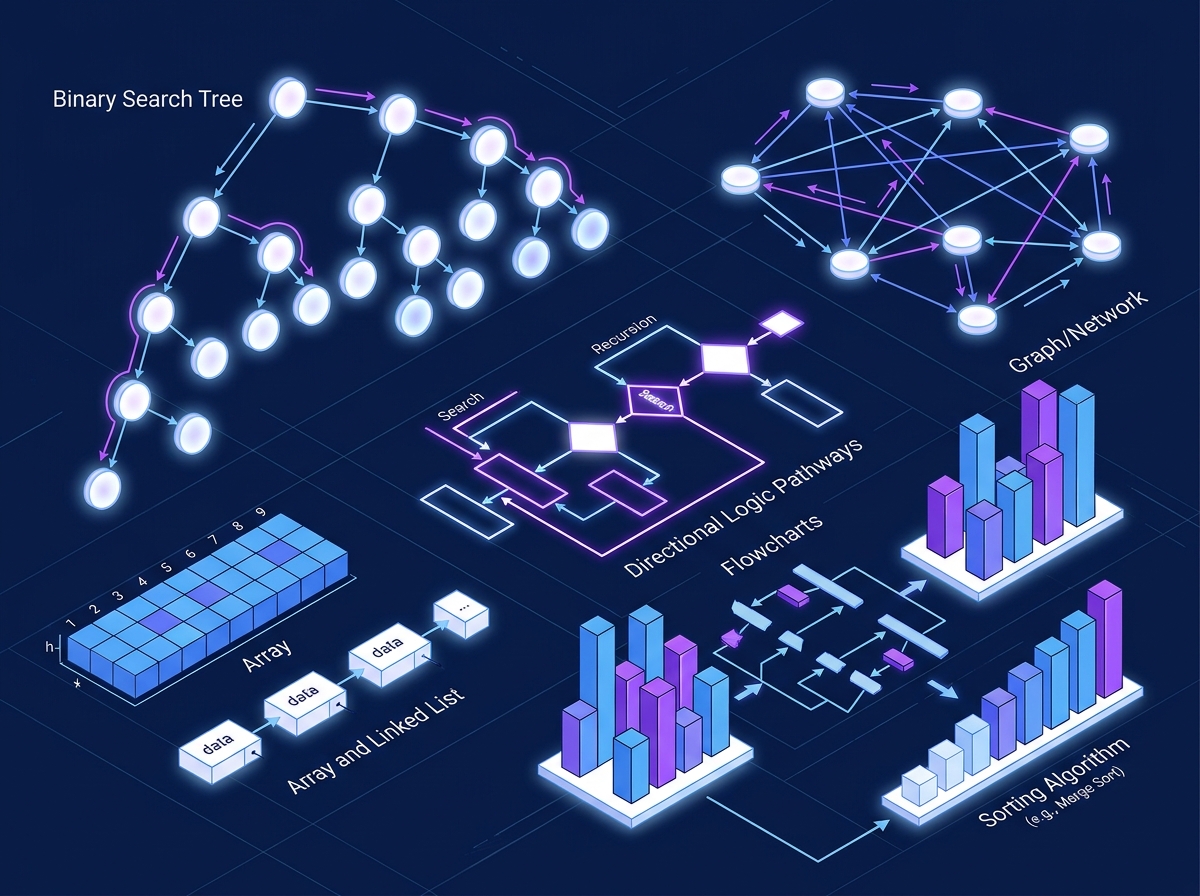 Binary Search Tree
Graph/Network
Recursion
Search
Directional Logic Pathways
Flowcharts
1 2 3 4 5 6 7 8 9
h
Array
data
data
data
...
Array and Linked List
Sorting Algorithm
(e.g., Merge Sort)